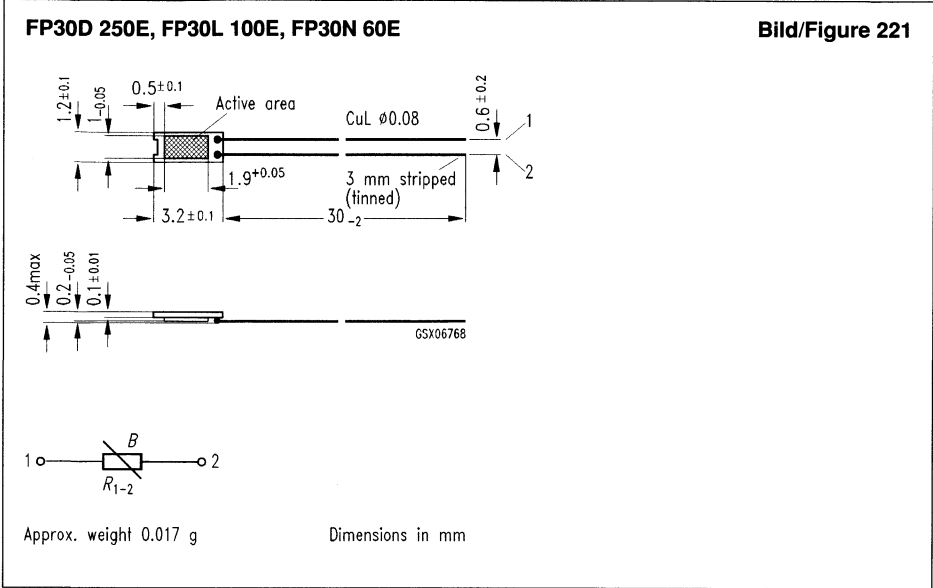 FP30D 250E, FP30L 100E, FP30N 60E
Bild/Figure 221
1.2±0.1
1-0.05
0.5±0.1
Active area
CuL ø0.08
0.6±0.2
1
2
1.9+0.05
3 mm stripped
(tinned)
3.2±0.1
30-2
0.4max
0.2-0.05
0.1±0.01
GSX06768
B
1
2
R1-2
Approx. weight 0.017 g
Dimensions in mm